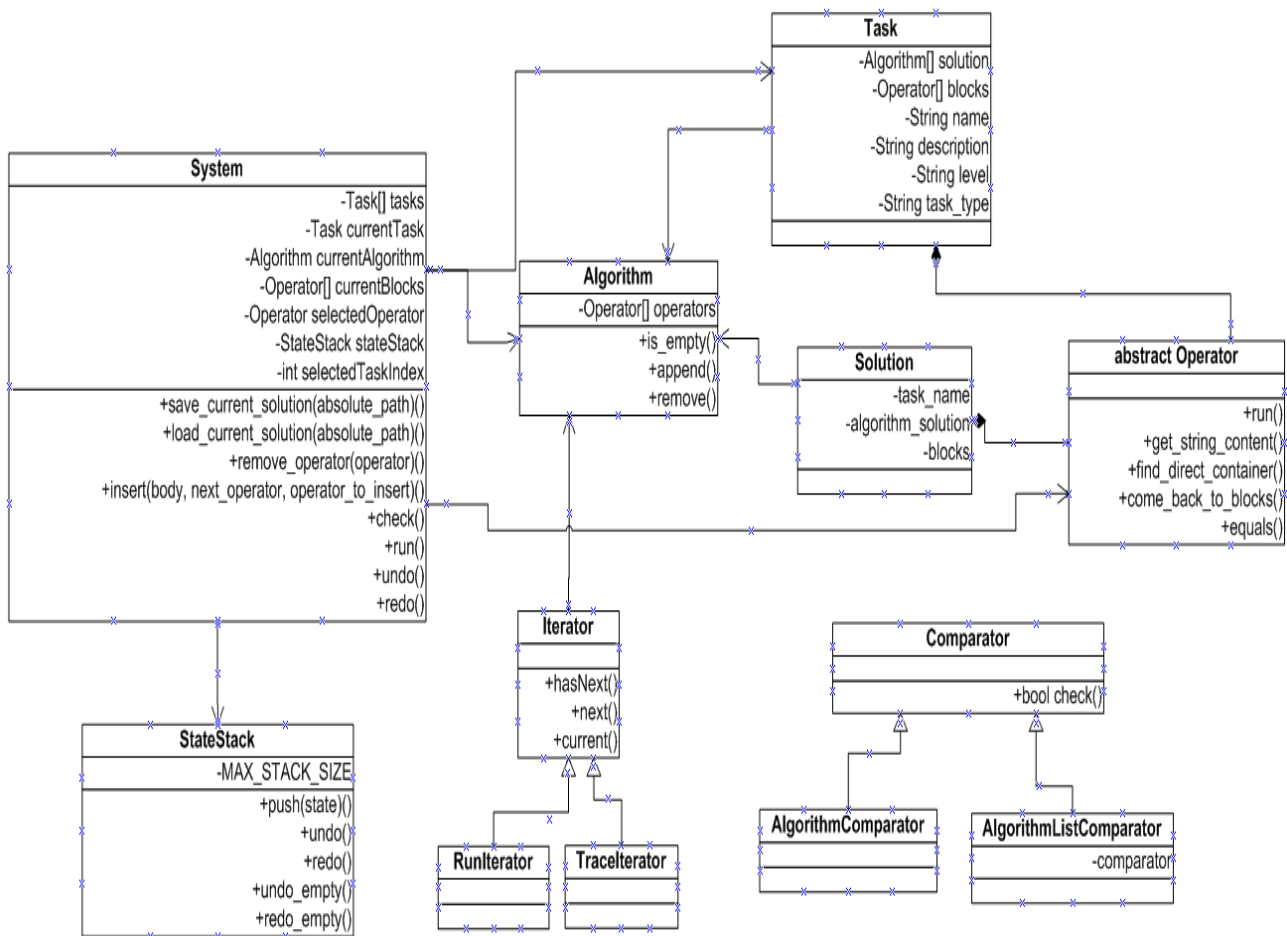 Task
-Algorithm[] solution
-Operator[] blocks
-String name
-String description
-String level
-String task_type
System
-Task[] tasks
-Task currentTask
-Algorithm currentAlgorithm
-Operator[] currentBlocks
-Operator selectedOperator
-StateStack stateStack
-int selectedTaskIndex
+save_current_solution(absolute_path)()
+load_current_solution(absolute_path)()
+remove_operator(operator)()
+insert(body, next_operator, operator_to_insert)()
+check()
+run()
+undo()
+redo()
Algorithm
-Operator[] operators
+is_empty()
+append()
+remove()
Solution
-task_name
-algorithm_solution
-blocks
abstract Operator
+run()
+get_string_content()
+find_direct_container()
+come_back_to_blocks()
+equals()
Iterator
+hasNext()
+next()
+current()
Comparator
+bool check()
StateStack
-MAX_STACK_SIZE
+push(state)()
+undo()
+redo()
+undo_empty()
+redo_empty()
RunIterator
TraceIterator
AlgorithmComparator
AlgorithmListComparator
-comparator